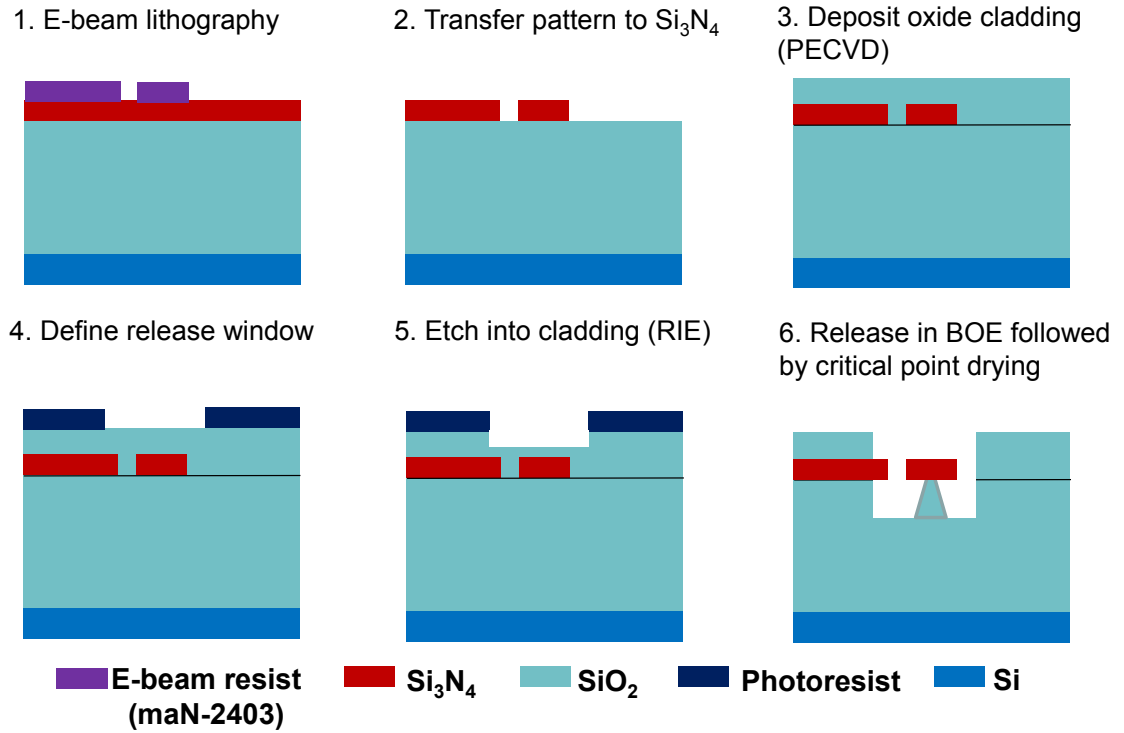 1. E-beam lithography
2. Transfer pattern to Si₃N₄
3. Deposit oxide cladding
(PECVD)
4. Define release window
5. Etch into cladding (RIE)
6. Release in BOE followed
by critical point drying
E-beam resist
(maN-2403)
Si₃N₄
SiO₂
Photoresist
Si